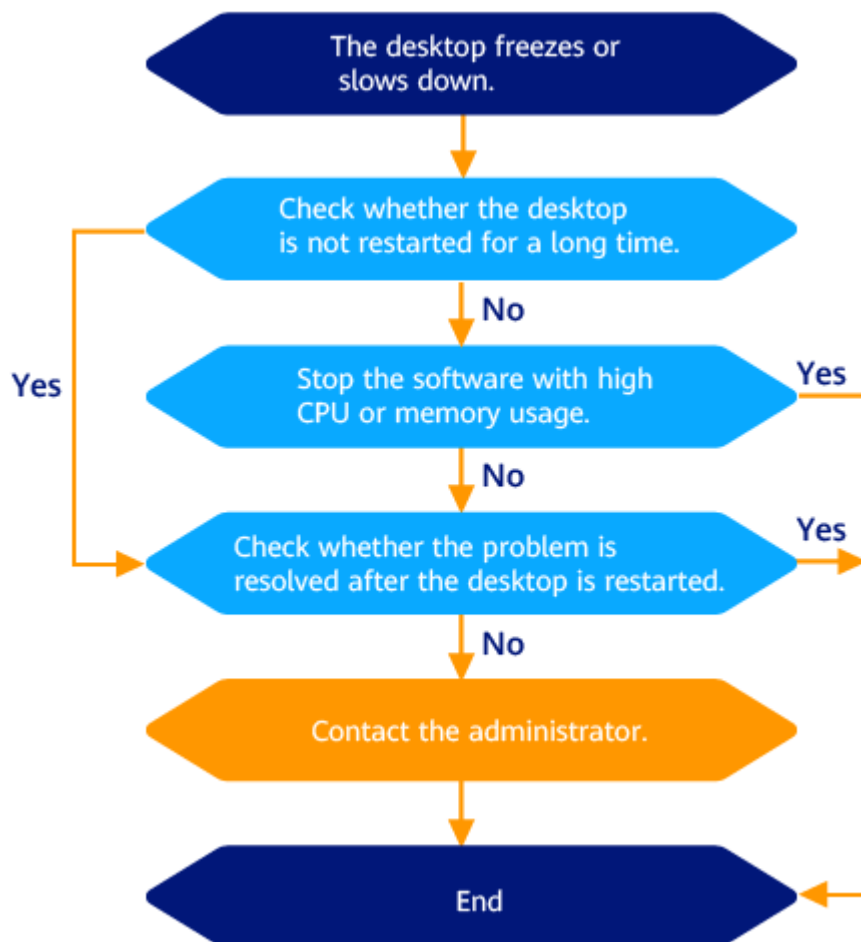 The desktop freezes or
slows down.
Check whether the desktop
is not restarted for a long time.
No
Yes
Stop the software with high
CPU or memory usage.
Yes
No
Check whether the problem is
resolved after the desktop is restarted.
Yes
No
Contact the administrator.
End